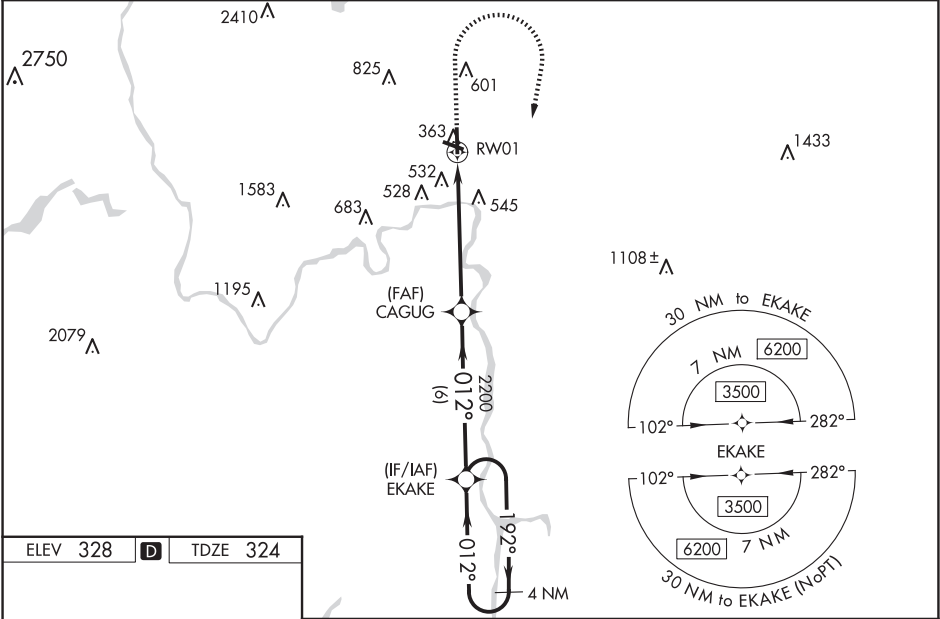 2410
2750
825
601
363
RW01
1433
532
528
545
1583
683
1108 ±
1195
(FAF)
CAGUG
2079
30 NM to EKAKE
7 NM
6200
3500
102°
282°
EKAKE
2200
012°
(6)
(IF/IAF)
EKAKE
102°
282°
3500
7 NM
6200
30 NM to EKAKE (NoPT)
192°
012°
4 NM
ELEV 328 D TDZE 324